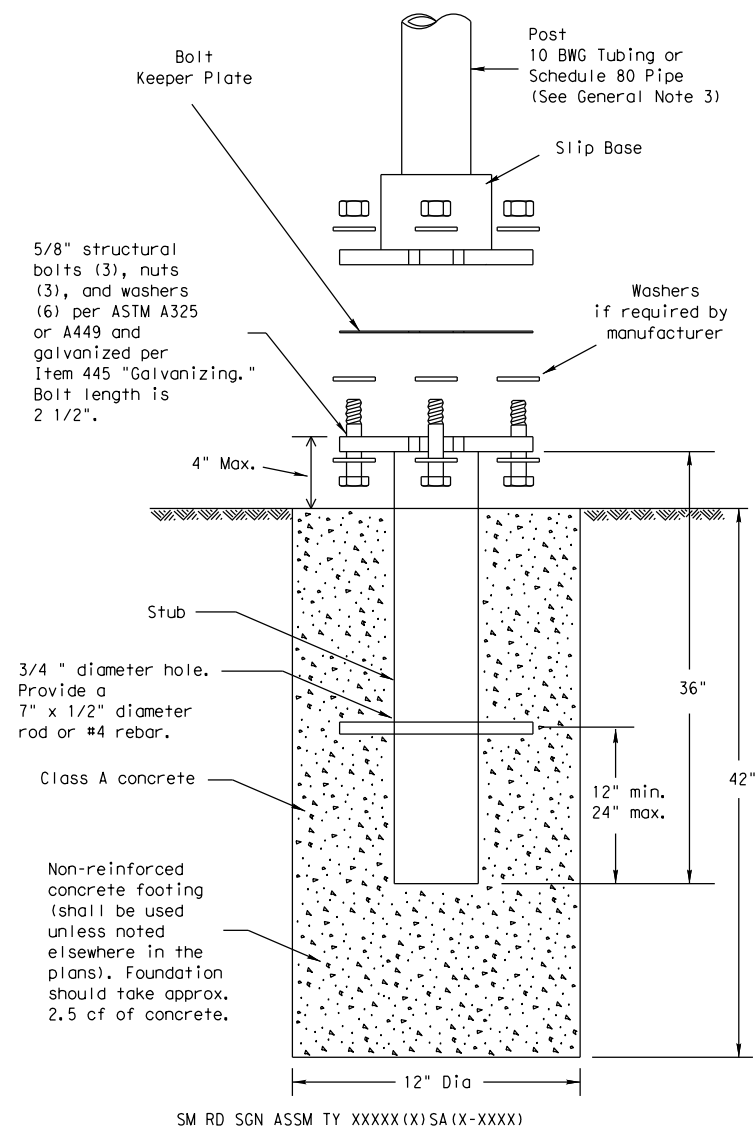 Post
10 BWG Tubing or
Schedule 80 Pipe
(See General Note 3)
Bolt
Keeper Plate
Slip Base
5/8" structural
bolts (3), nuts
(3), and washers
(6) per ASTM A325
or A449 and
galvanized per
Item 445 "Galvanizing."
Bolt length is
2 1/2".
Washers
if required by
manufacturer
4" Max.
Stub
3/4 " diameter hole.
Provide a
7" x 1/2" diameter
rod or #4 rebar.
36"
Class A concrete
12" min.
24" max.
42"
Non-reinforced
concrete footing
(shall be used
unless noted
elsewhere in the
plans). Foundation
should take approx.
2.5 cf of concrete.
12" Dia
SM RD SGN ASSM TY XXXXX(X)SA(X-XXXX)